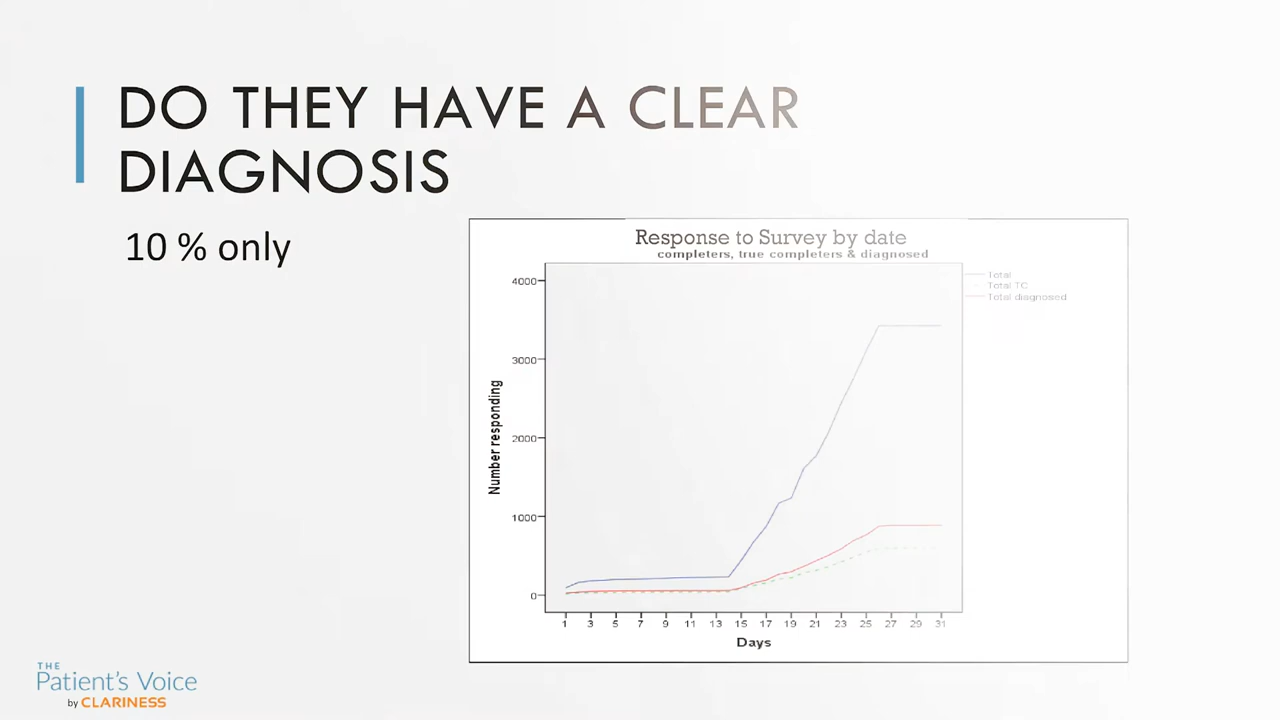 DO THEY HAVE A CLEAR
DIAGNOSIS
10 % only
Response to Survey by date
completers, true completers & diagnosed
Total
Total TC
Total diagnosed
4000
3000
2000
1000
0
Number responding
1 3 5 7 9 11 13 15 17 19 21 23 25 27 29 31
Days
THE
Patient's Voice
by CLARINESS